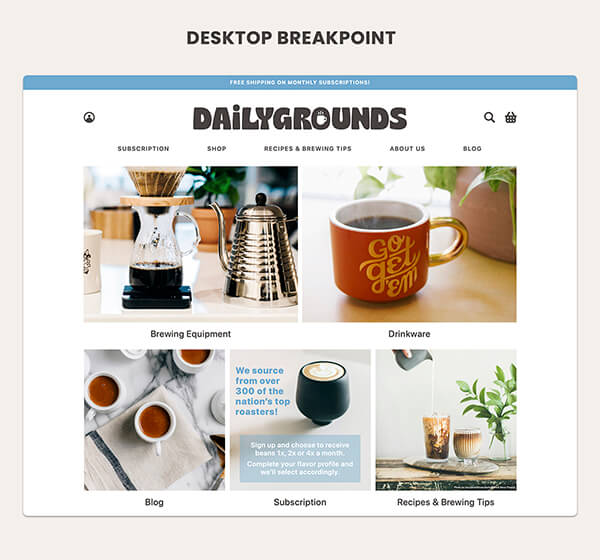 DESKTOP BREAKPOINT
FREE SHIPPING ON MONTHLY SUBSCRIPTIONS!
DAiLYGROUNDS
SUBSCRIPTION SHOP RECIPES & BREWING TIPS ABOUT US BLOG
GO
get
'EM
Brewing Equipment Drinkware
We source
from over
300 of the
nation's top
roasters!
Sign up and choose to receive
beans 1x, 2x or 4x a month.
Complete your flavor profile and
we'll select accordingly.
Blog Subscription Recipes & Brewing Tips